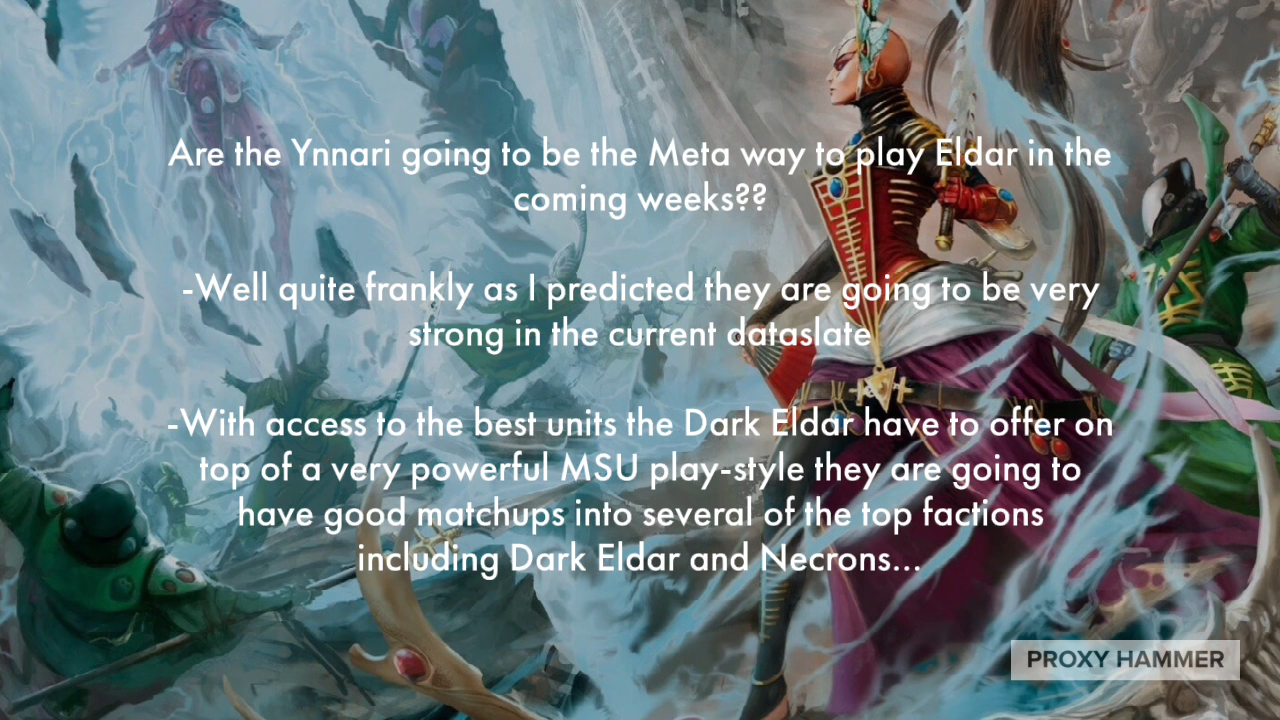 Are the Ynnari going to be the Meta way to play Eldar in the
coming weeks??
-Well quite frankly as I predicted they are going to be very
strong in the current dataslate
-With access to the best units the Dark Eldar have to offer on
top of a very powerful MSU play-style they are going to
have good matchups into several of the top factions
including Dark Eldar and Necrons...
PROXY HAMMER